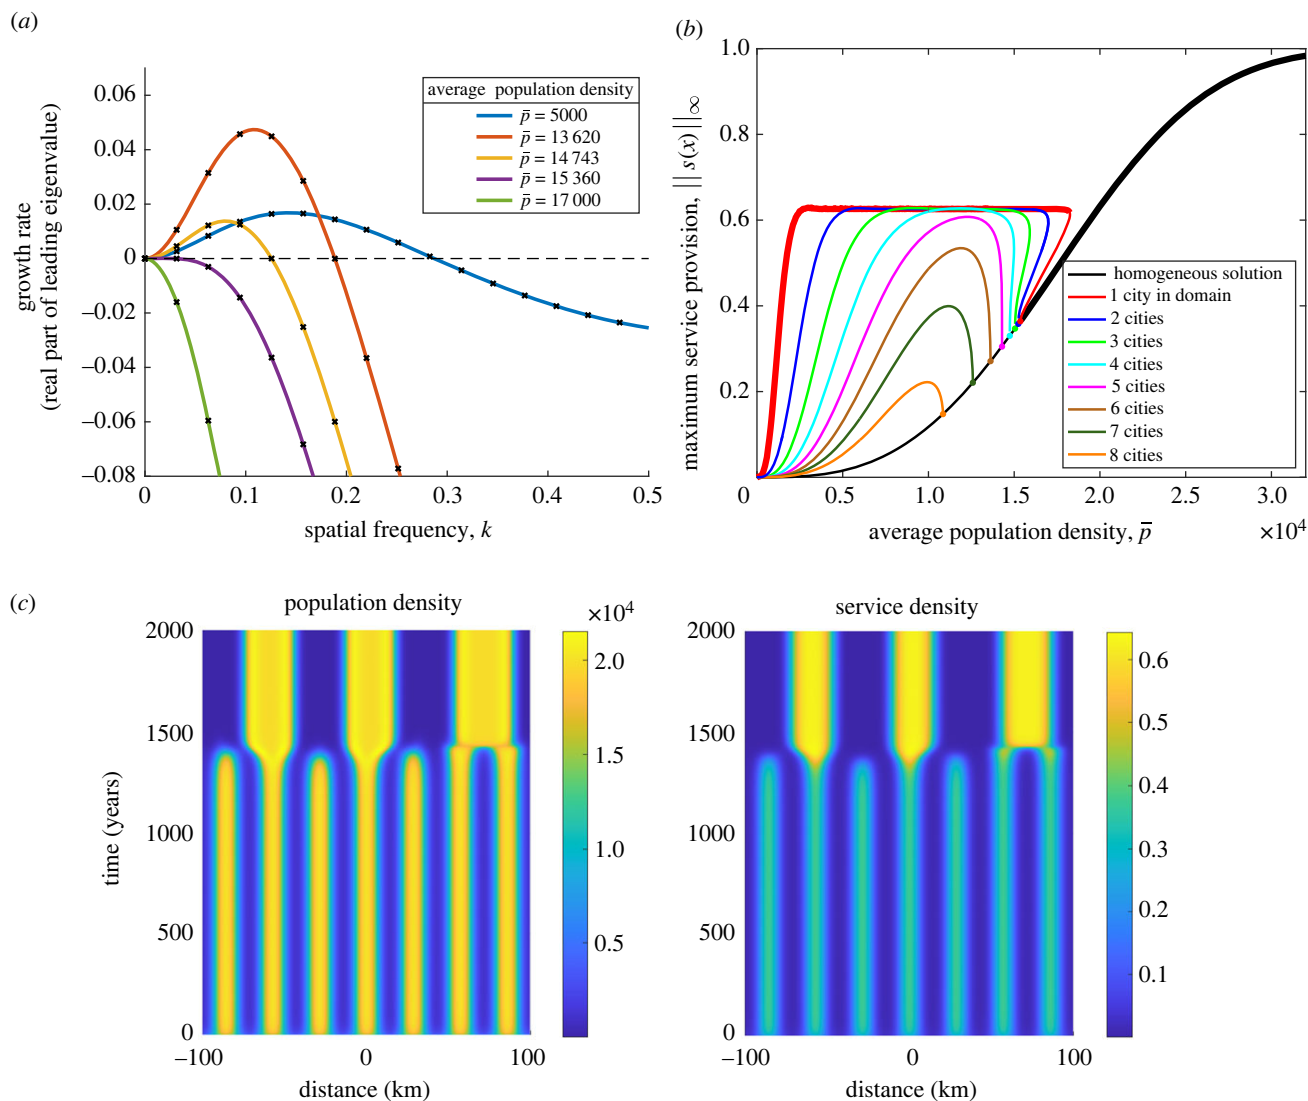 (a)
0.06
0.04
0.02
0
–0.02
–0.04
–0.06
–0.08
growth rate
(real part of leading eigenvalue)
0 0.1 0.2 0.3 0.4 0.5
spatial frequency, k
average population density
p̄ = 5000
p̄ = 13 620
p̄ = 14 743
p̄ = 15 360
p̄ = 17 000
(b)
1.0
0.8
0.6
0.4
0.2
maximum service provision, || s(x) ||∞
0 0.5 1.0 1.5 2.0 2.5 3.0
×10⁴
average population density, p̄
homogeneous solution
1 city in domain
2 cities
3 cities
4 cities
5 cities
6 cities
7 cities
8 cities
(c)
population density
×10⁴
2000
1500
1000
500
0
time (years)
–100 0 100
distance (km)
2.0
1.5
1.0
0.5
service density
2000
1500
1000
500
0
–100 0 100
distance (km)
0.6
0.5
0.4
0.3
0.2
0.1